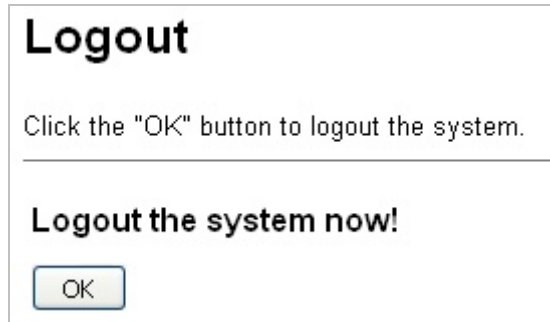 Logout
Click the "OK" button to logout the system.
Logout the system now!
OK